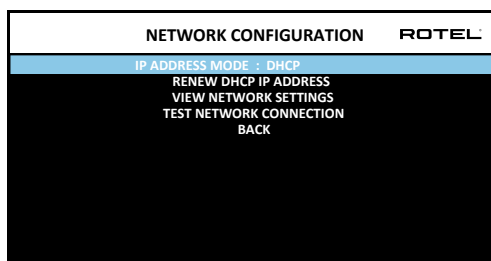 NETWORK CONFIGURATION
ROTEL
IP ADDRESS MODE : DHCP
RENEW DHCP IP ADDRESS
VIEW NETWORK SETTINGS
TEST NETWORK CONNECTION
BACK